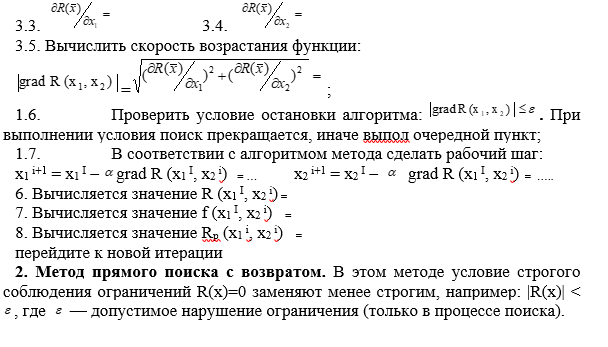 3.3. ∂R(x̄)/∂x₁ = 3.4. ∂R(x̄)/∂x₂ =
3.5. Вычислить скорость возрастания функции:
|grad R (x₁, x₂)| = √((∂R(x̄)/∂x₁)² + (∂R(x̄)/∂x₂)²) = ;
1.6. Проверить условие остановки алгоритма: |grad R (x₁, x₂)| ≤ ε . При
выполнении условия поиск прекращается, иначе выпол очередной пункт;
1.7. В соответствии с алгоритмом метода сделать рабочий шаг:
x₁ ⁱ⁺¹ = x₁ ᴵ – α grad R (x₁ ᴵ, x₂ ⁱ) = ... x₂ ⁱ⁺¹ = x₂ ᴵ – α grad R (x₁ ᴵ, x₂ ⁱ) = .....
6. Вычисляется значение R (x₁ ᴵ, x₂ ⁱ) =
7. Вычисляется значение f (x₁ ᴵ, x₂ ⁱ) =
8. Вычисляется значение Rₚ (x₁ ⁱ, x₂ ⁱ) =
перейдите к новой итерации
2. Метод прямого поиска с возвратом. В этом методе условие строгого
соблюдения ограничений R(x)=0 заменяют менее строгим, например: |R(x)| <
ε , где ε — допустимое нарушение ограничения (только в процессе поиска).